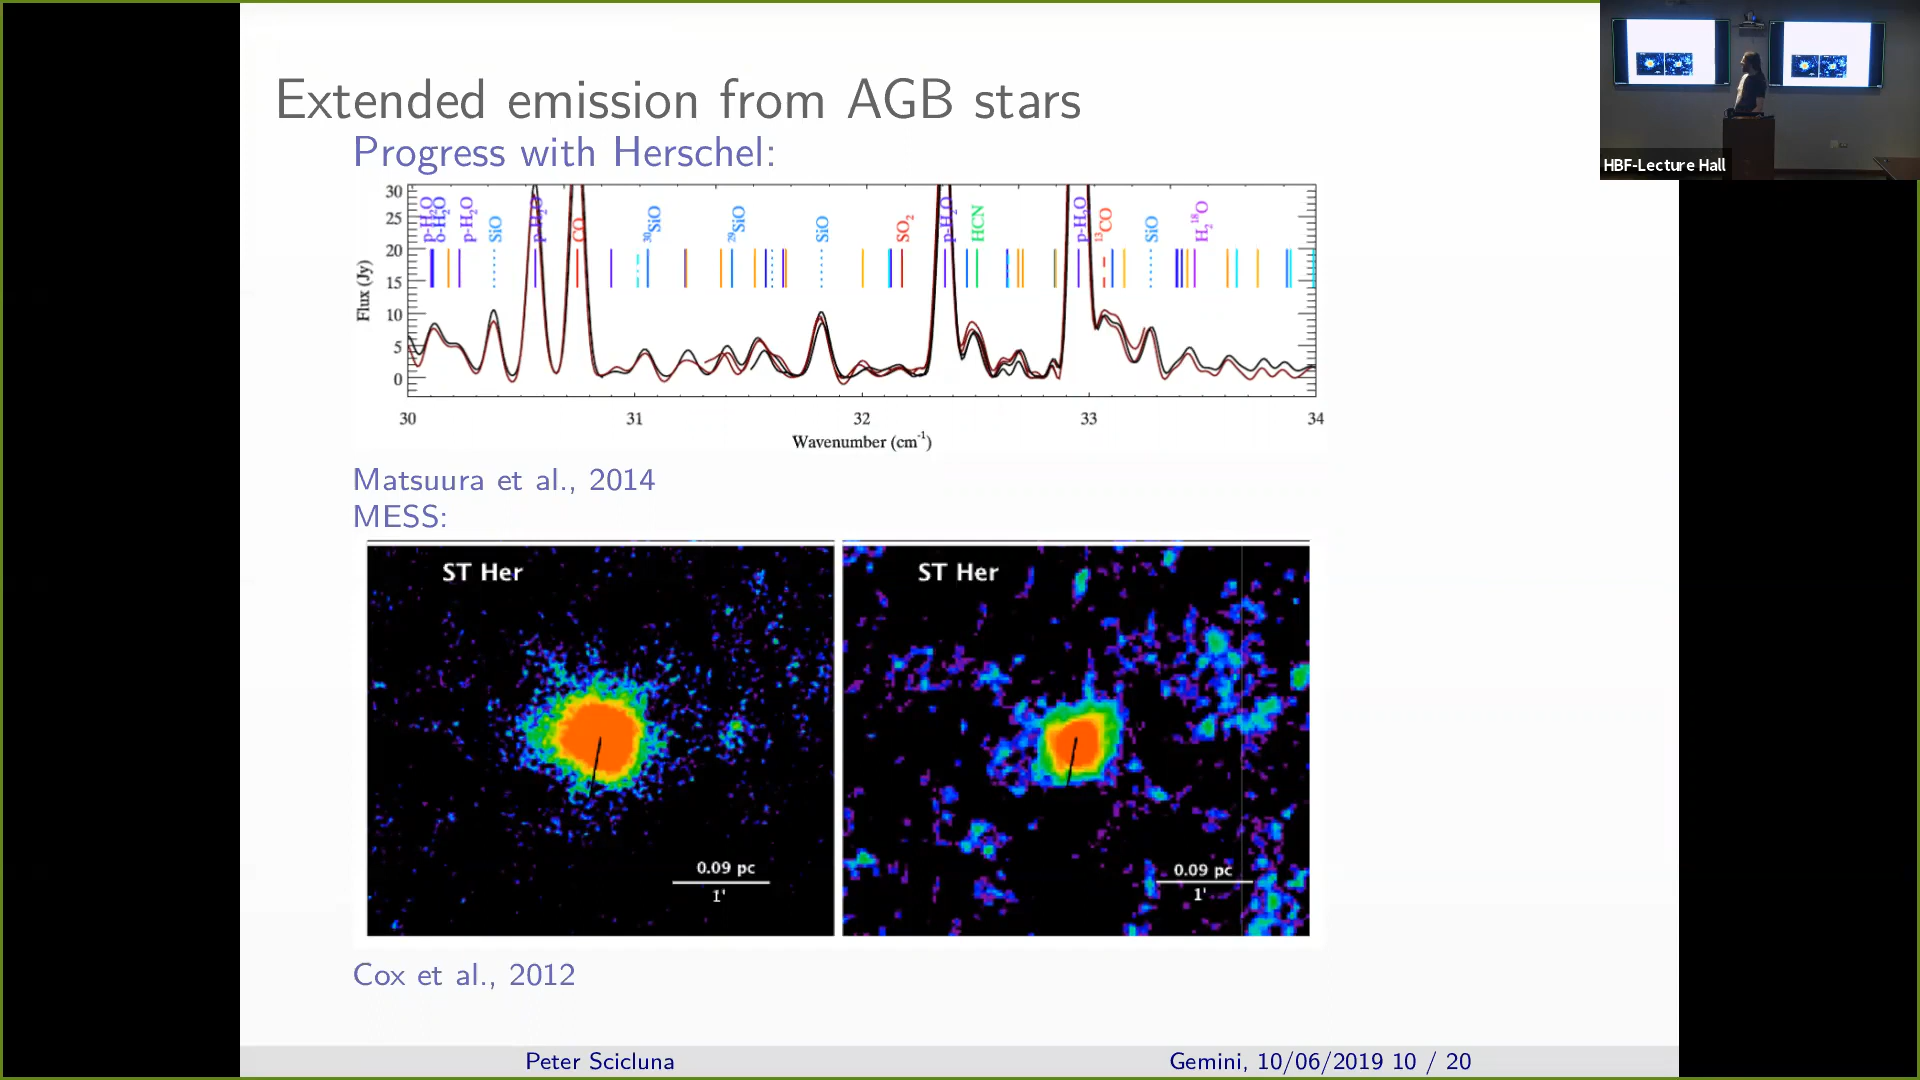 Extended emission from AGB stars
Progress with Herschel:
HBF-Lecture Hall
p-H₂O
o-H₂O
p-H₂O
SiO
p-H₂O
CO
³⁰SiO
²⁹SiO
SiO
SO₂
p-H₂O
HCN
p-H₂O
¹³CO
SiO
H₂¹⁸O
30
25
20
15
10
5
0
Flux (Jy)
30 31 32 33 34
Wavenumber (cm⁻¹)
Matsuura et al., 2014
MESS:
ST Her
ST Her
0.09 pc
1'
0.09 pc
1'
Cox et al., 2012
Peter Scicluna
Gemini, 10/06/2019 10 / 20